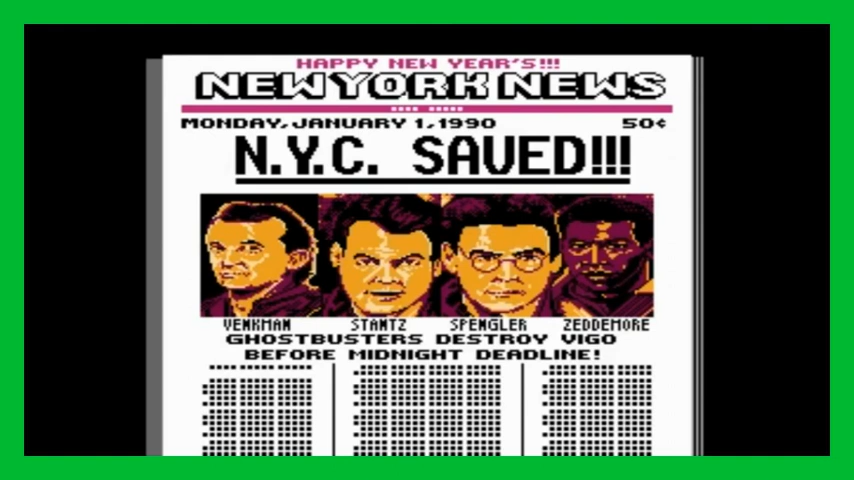 HAPPY NEW YEAR'S!!!
NEW YORK NEWS
MONDAY, JANUARY 1, 1990 50¢
N.Y.C. SAVED!!!
VENKMAN STANTZ SPENGLER ZEDDEMORE
GHOSTBUSTERS DESTROY VIGO
BEFORE MIDNIGHT DEADLINE!